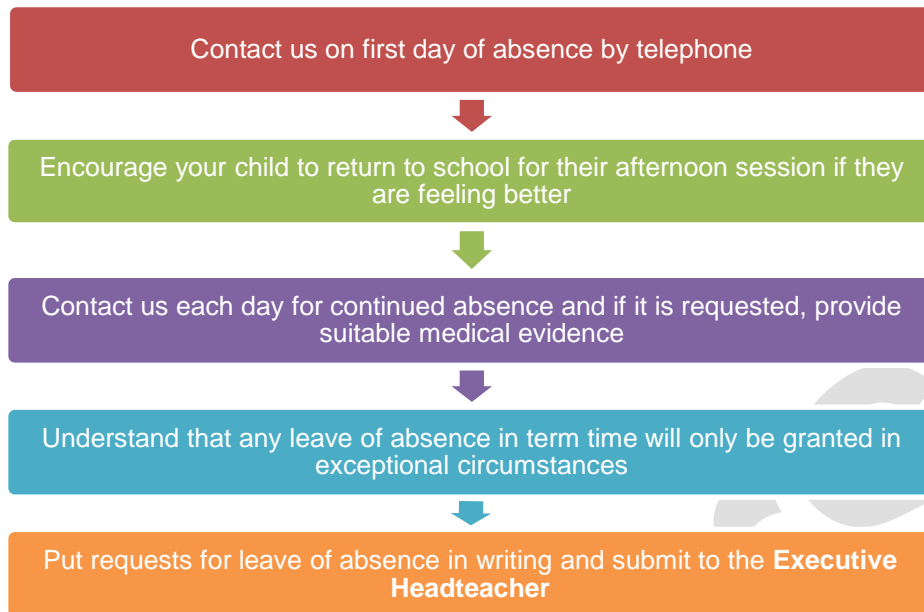 Contact us on first day of absence by telephone
Encourage your child to return to school for their afternoon session if they
are feeling better
Contact us each day for continued absence and if it is requested, provide
suitable medical evidence
Understand that any leave of absence in term time will only be granted in
exceptional circumstances
Put requests for leave of absence in writing and submit to the Executive
Headteacher